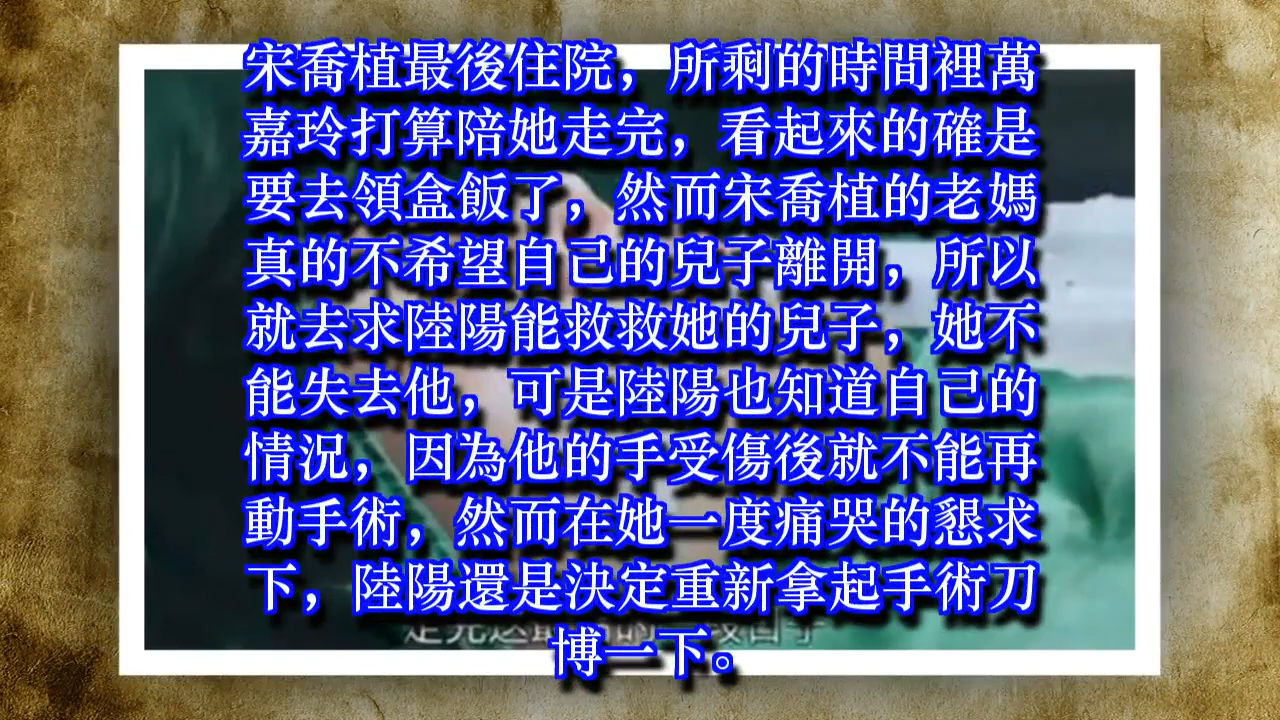 宋喬植最後住院，所剩的時間裡萬
嘉玲打算陪她走完，看起來的確是
要去領盒飯了，然而宋喬植的老媽
真的不希望自己的兒子離開，所以
就去求陸陽能救救她的兒子，她不
能失去他，可是陸陽也知道自己的
情況，因為他的手受傷後就不能再
動手術，然而在她一度痛哭的懇求
下，陸陽還是決定重新拿起手術刀
博一下。